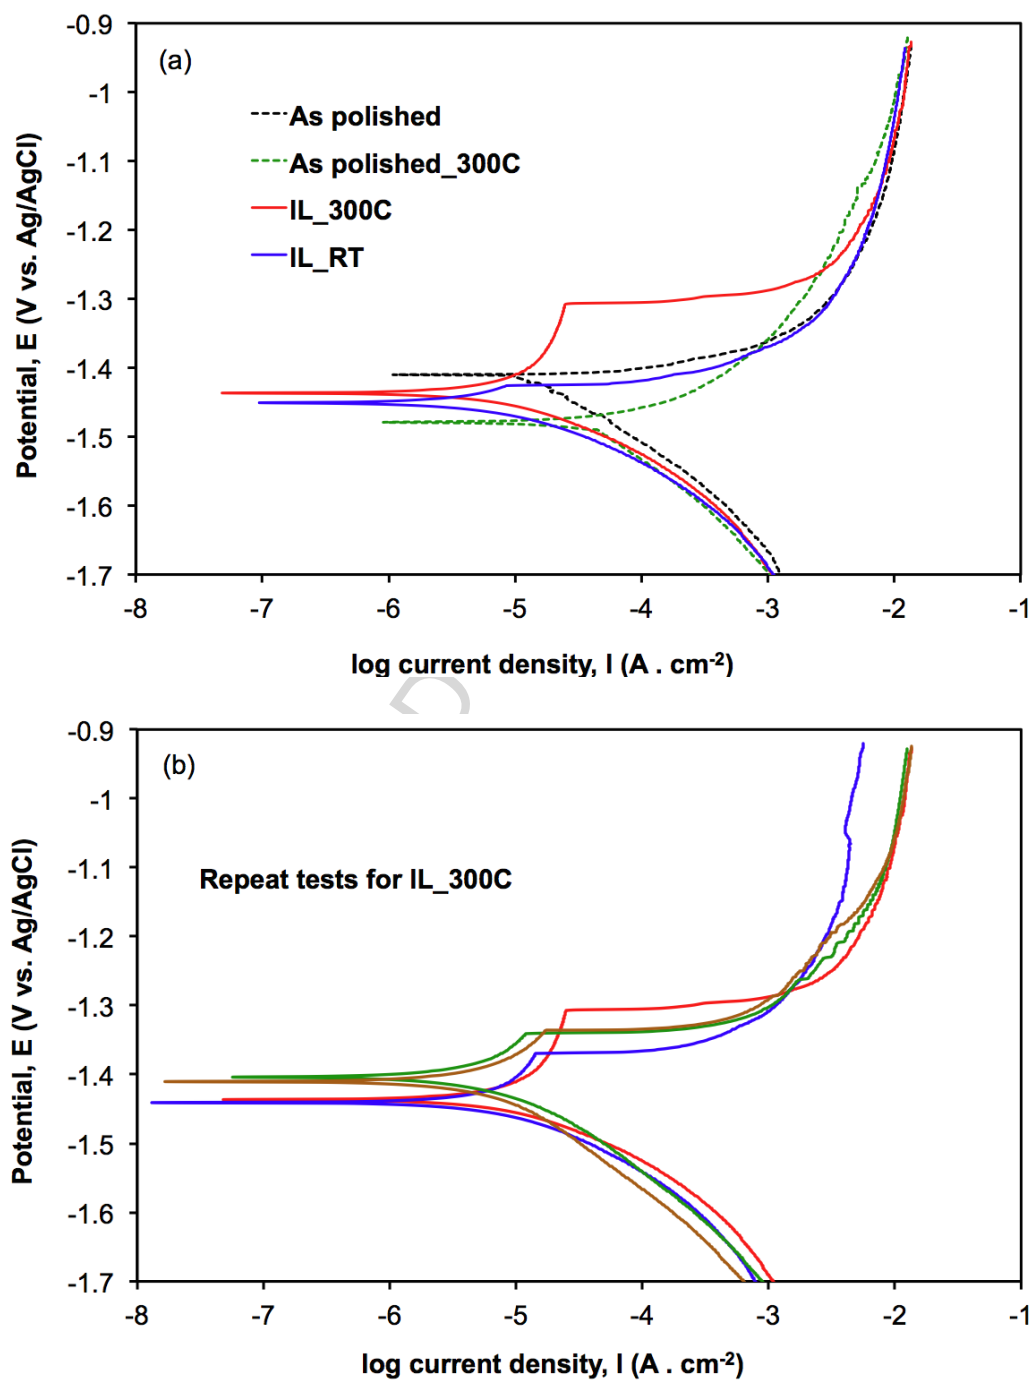 (a)
As polished
As polished_300C
IL_300C
IL_RT
-0.9
-1
-1.1
-1.2
-1.3
-1.4
-1.5
-1.6
-1.7
Potential, E (V vs. Ag/AgCl)
-8 -7 -6 -5 -4 -3 -2 -1
log current density, I (A . cm-2)
(b)
Repeat tests for IL_300C
-0.9
-1
-1.1
-1.2
-1.3
-1.4
-1.5
-1.6
-1.7
Potential, E (V vs. Ag/AgCl)
-8 -7 -6 -5 -4 -3 -2 -1
log current density, I (A . cm-2)